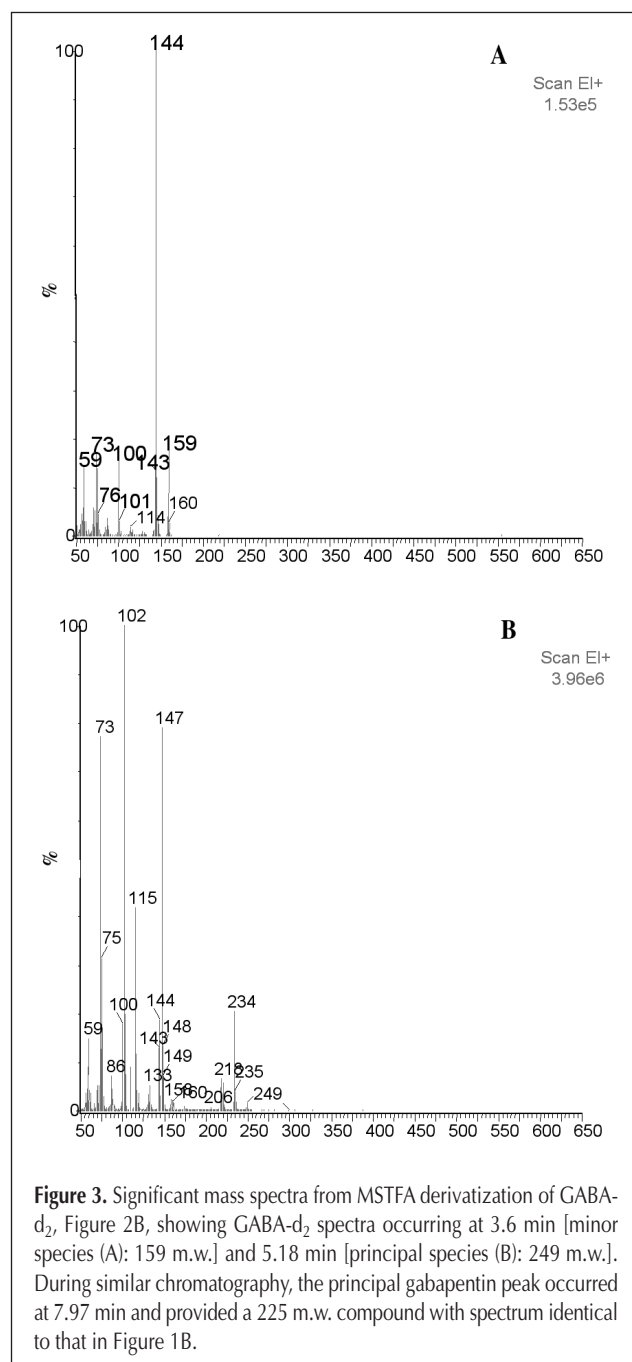 100
144
A
Scan EI+
1.53e5
%
73
100
159
59
143
76
101
114
160
0
50 100 150 200 250 300 350 400 450 500 550 600 650
100
102
B
Scan EI+
3.96e6
147
73
%
115
75
100
144
234
59
148
143
149
86
133
218
235
158
160
206
249
0
50 100 150 200 250 300 350 400 450 500 550 600 650
Figure 3. Significant mass spectra from MSTFA derivatization of GABA-
d₂, Figure 2B, showing GABA-d₂ spectra occurring at 3.6 min [minor
species (A): 159 m.w.] and 5.18 min [principal species (B): 249 m.w.].
During similar chromatography, the principal gabapentin peak occurred
at 7.97 min and provided a 225 m.w. compound with spectrum identical
to that in Figure 1B.